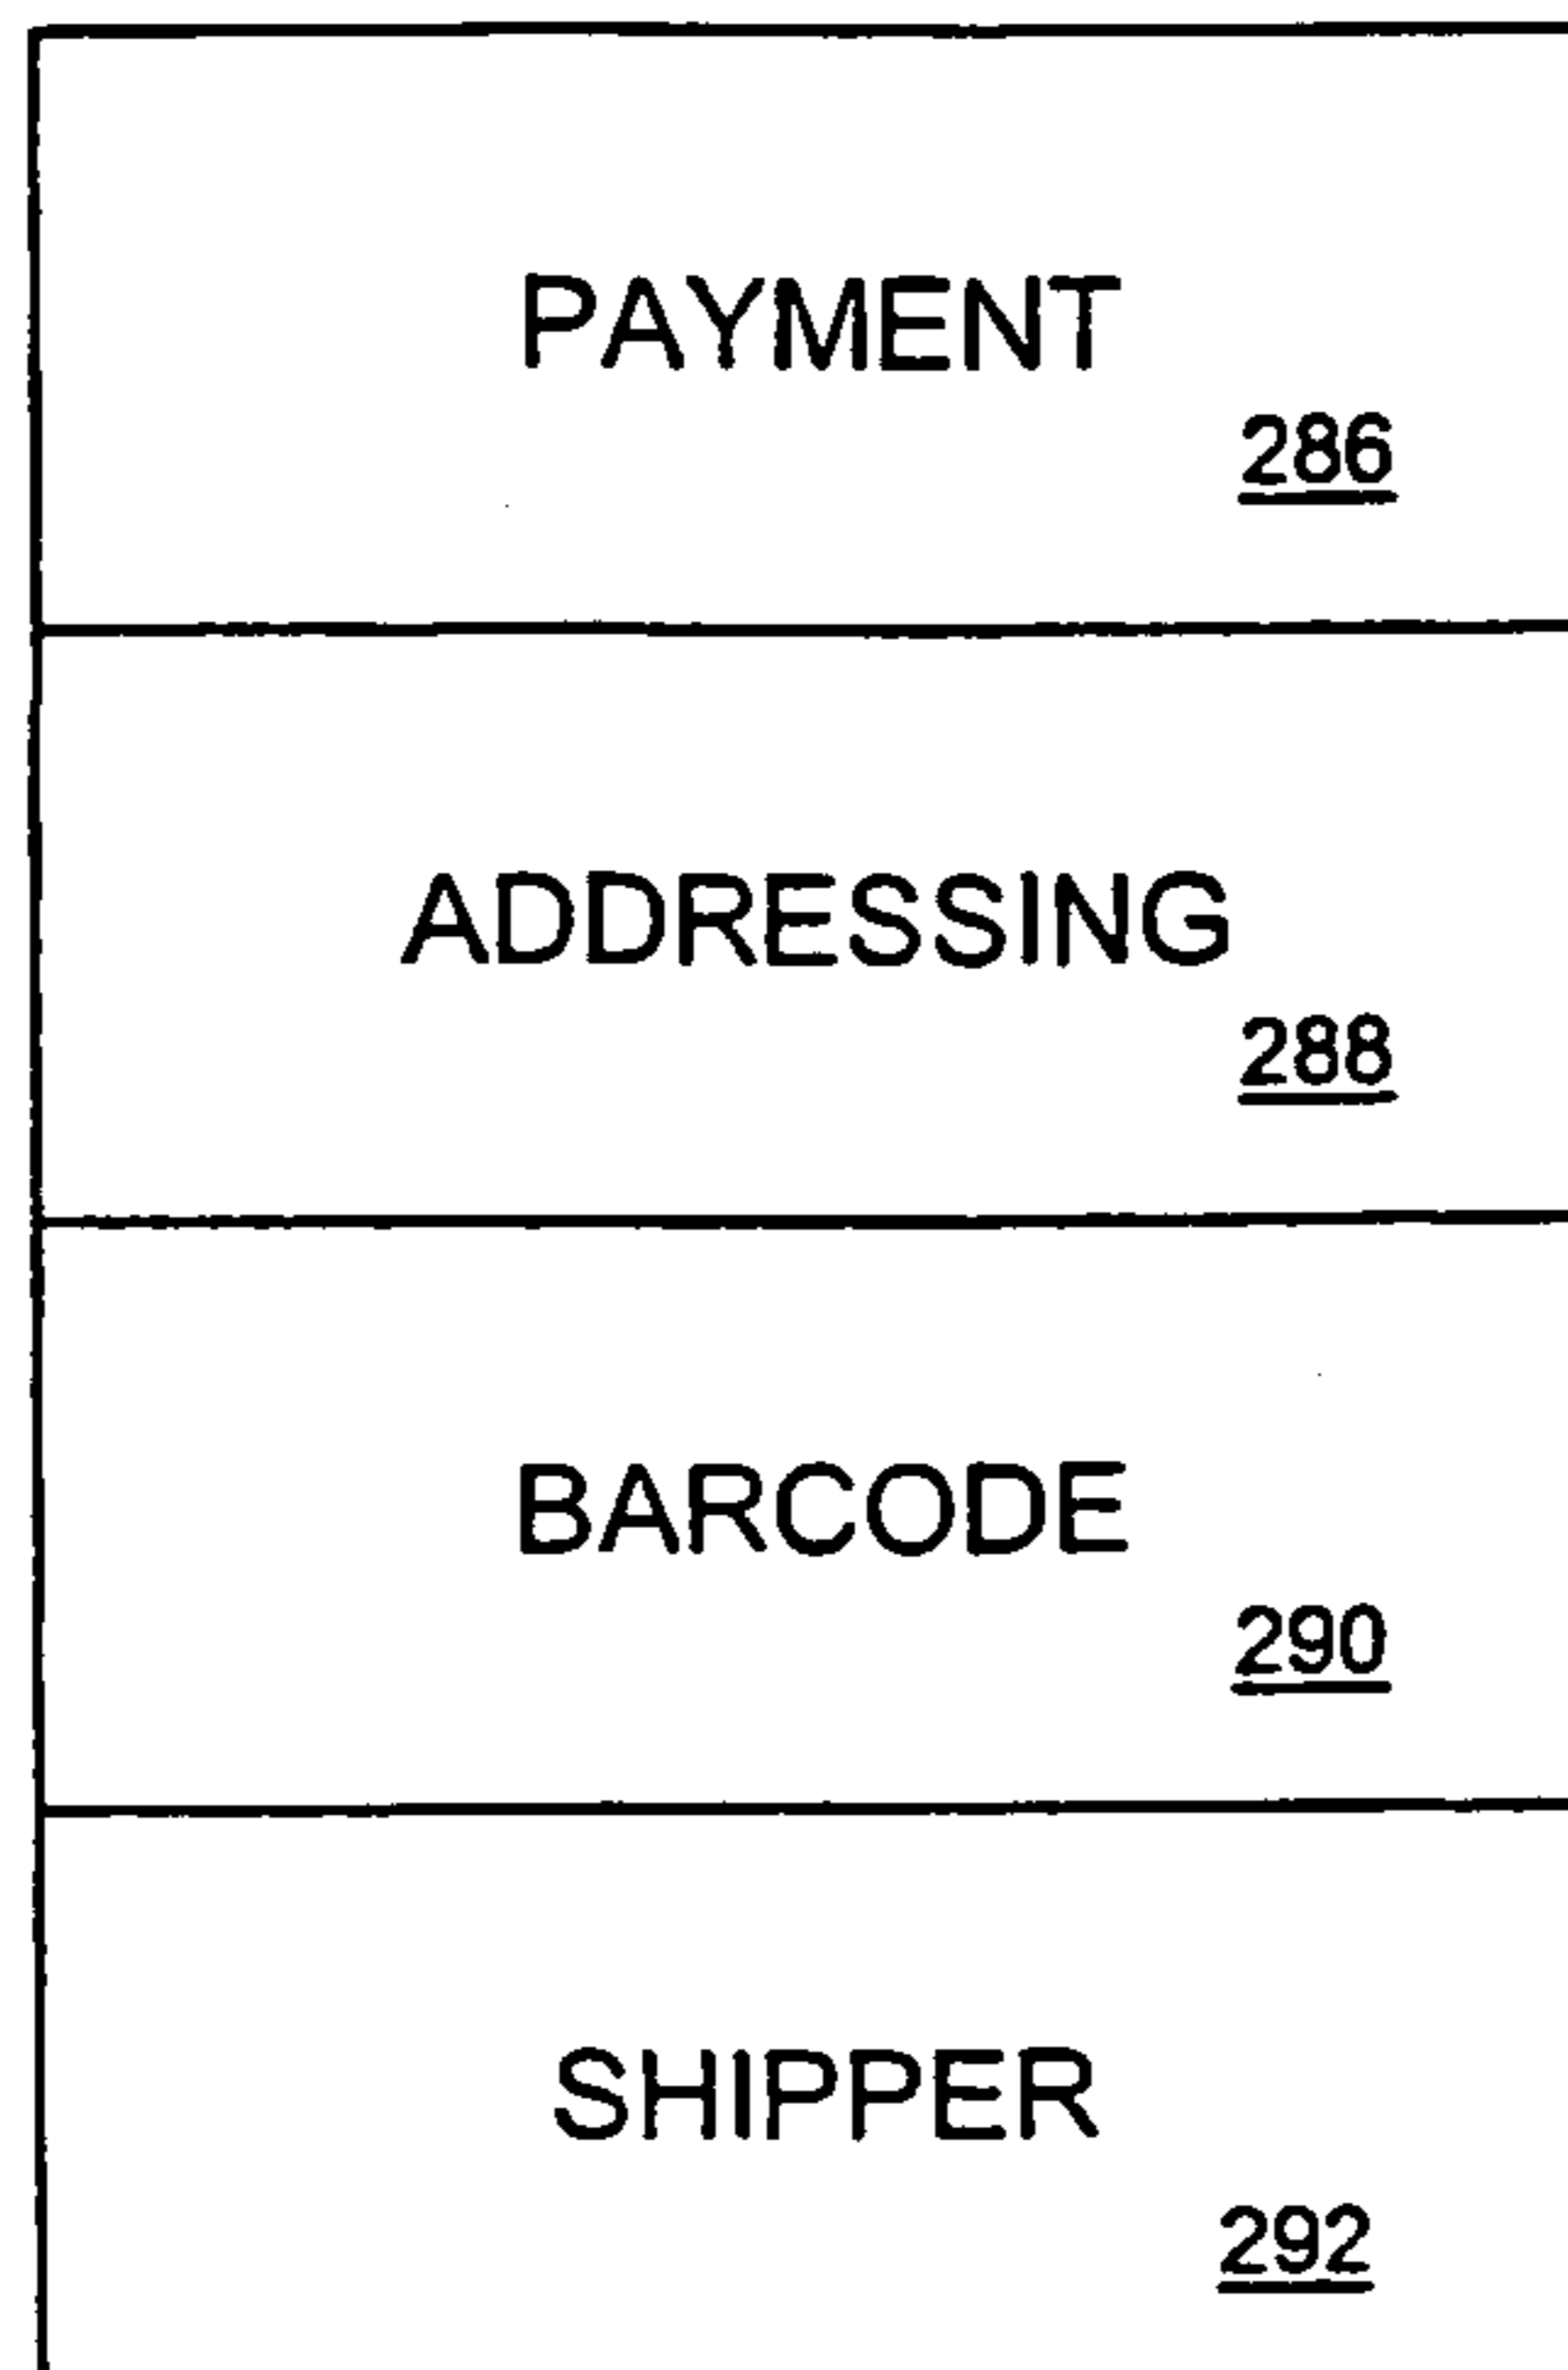 PAYMENT
286
ADDRESSING
288
BARCODE
290
SHIPPER
292